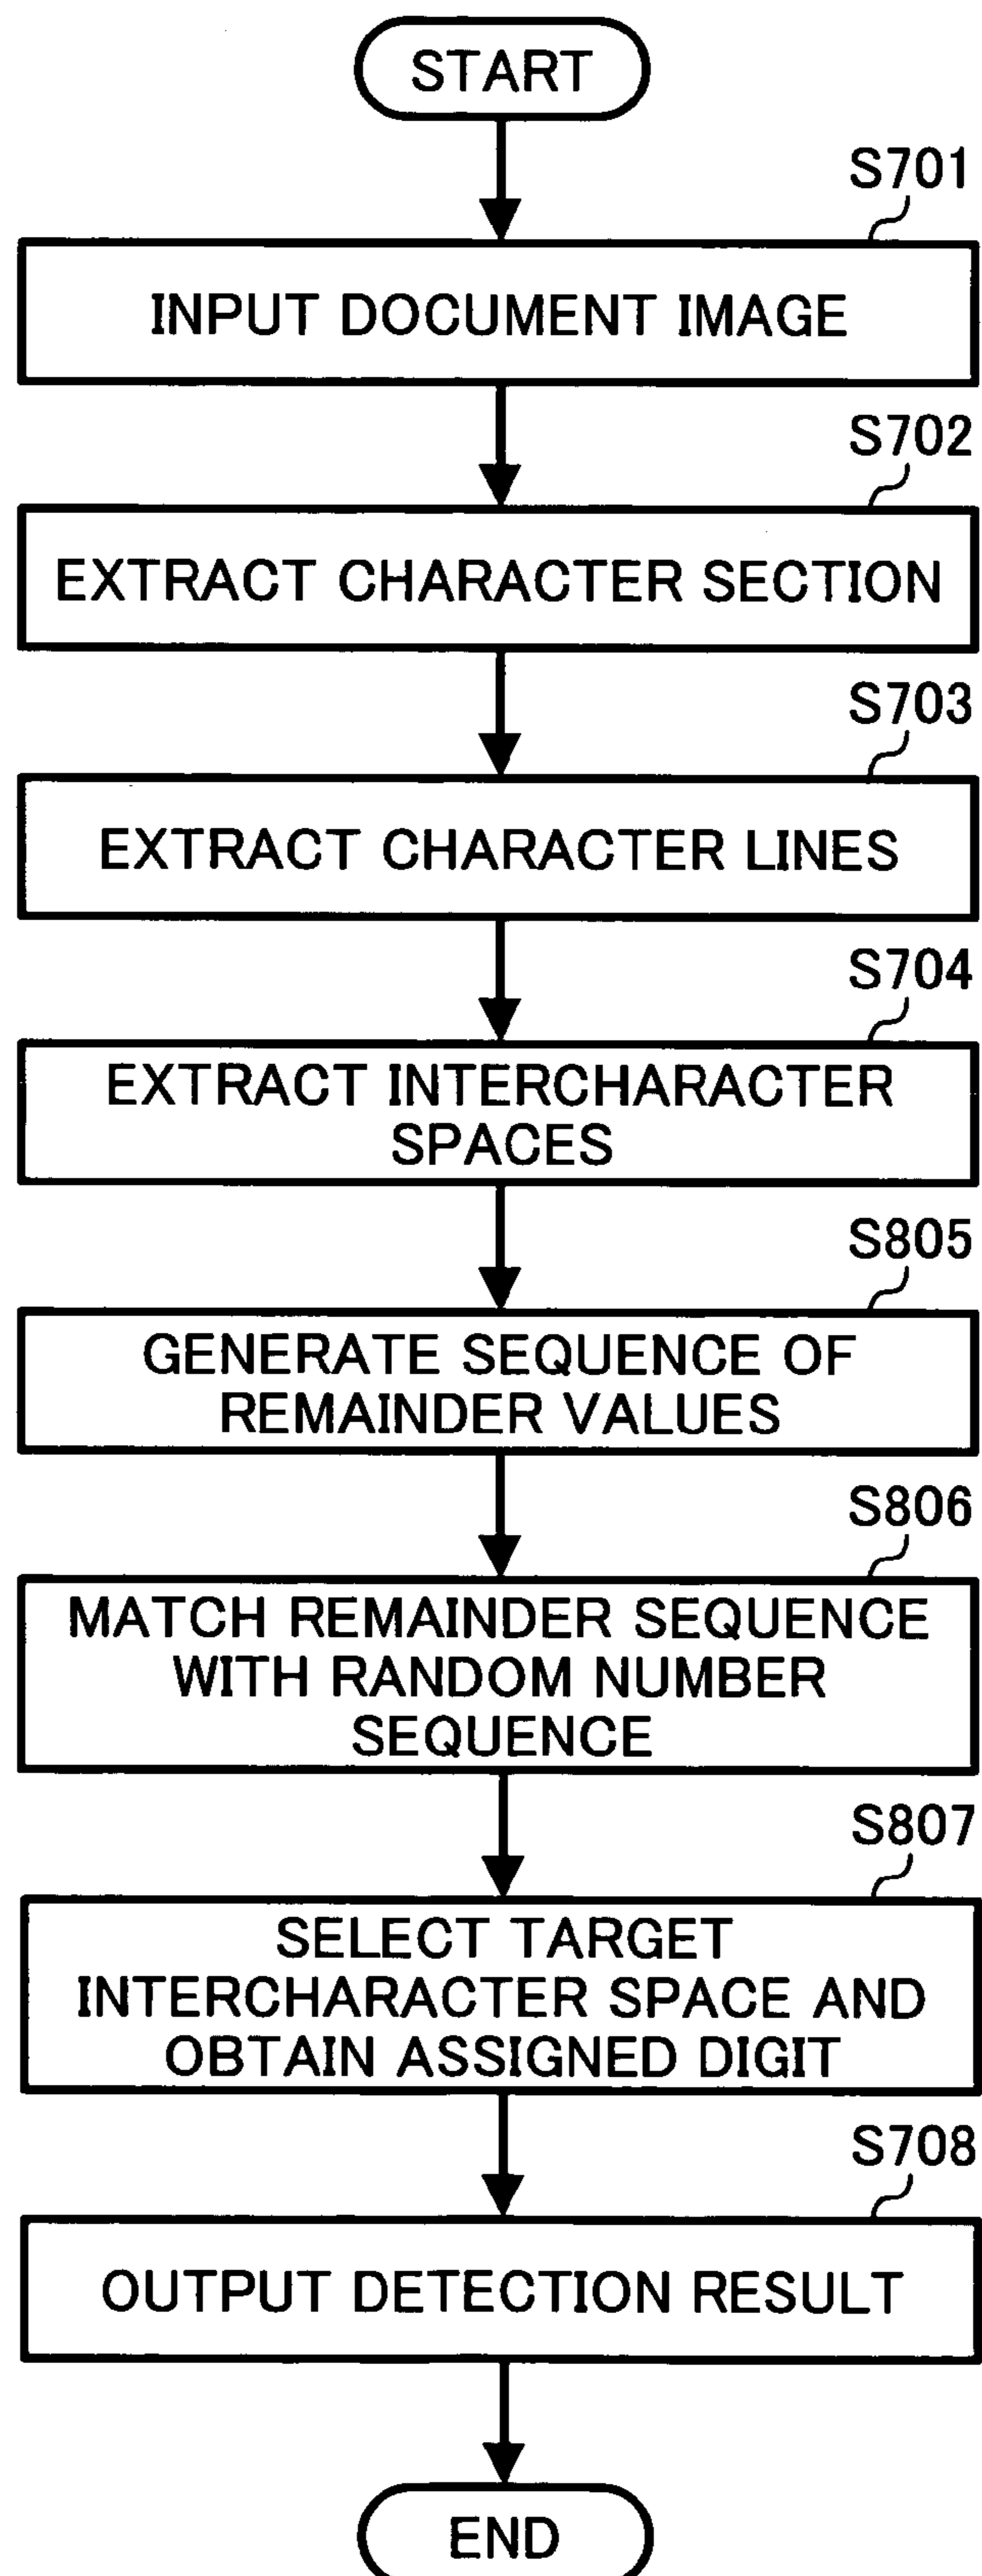 START
S701
INPUT DOCUMENT IMAGE
S702
EXTRACT CHARACTER SECTION
S703
EXTRACT CHARACTER LINES
S704
EXTRACT INTERCHARACTER
SPACES
S805
GENERATE SEQUENCE OF
REMAINDER VALUES
S806
MATCH REMAINDER SEQUENCE
WITH RANDOM NUMBER
SEQUENCE
S807
SELECT TARGET
INTERCHARACTER SPACE AND
OBTAIN ASSIGNED DIGIT
S708
OUTPUT DETECTION RESULT
END